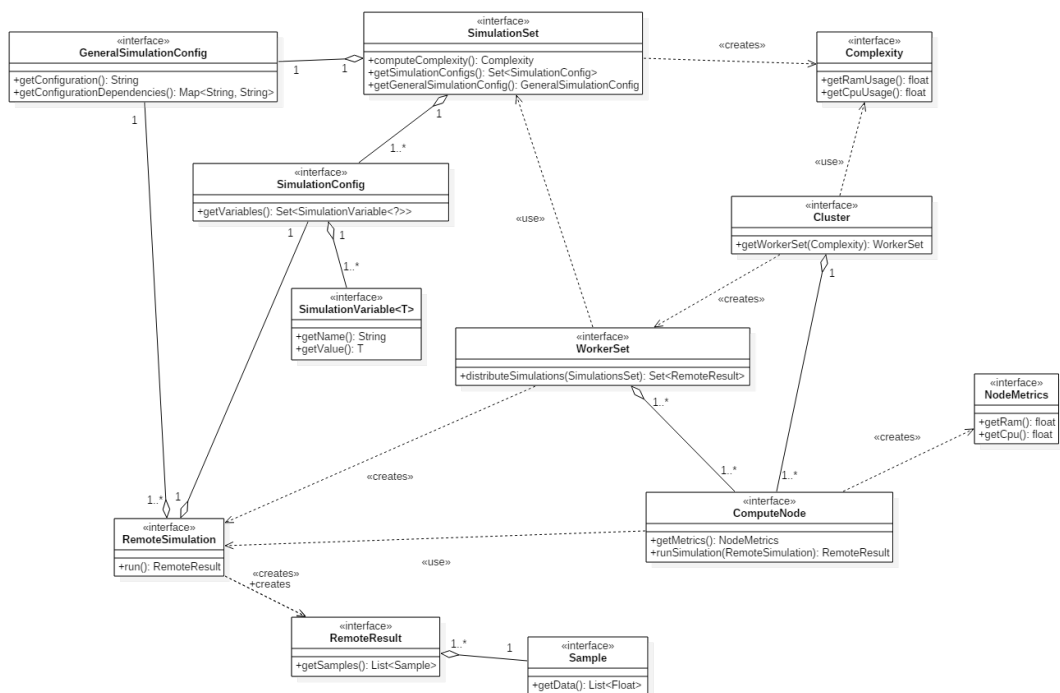 «interface»
GeneralSimulationConfig
+getConfiguration(): String
+getConfigurationDependencies(): Map<String, String>
1
1
1
«interface»
SimulationSet
+computeComplexity(): Complexity
+getSimulationConfigs(): Set<SimulationConfig>
+getGeneralSimulationConfig(): GeneralSimulationConfig
1
«creates»
«interface»
Complexity
+getRamUsage: float
+getCpuUsage(): float
1..*
«interface»
SimulationConfig
+getVariables(): Set<SimulationVariable<?>>
1
1
1..*
«use»
«use»
«interface»
Cluster
+getWorkerSet(Complexity): WorkerSet
1
«creates»
«interface»
SimulationVariable<T>
+getName(): String
+getValue(): T
«interface»
WorkerSet
+distributeSimulations(SimulationsSet): Set<RemoteResult>
1..*
«interface»
NodeMetrics
+getRam(): float
+getCpu(): float
«creates»
«creates»
1..*
1..*
1..*
1
«interface»
ComputeNode
+getMetrics(): NodeMetrics
+runSimulation(RemoteSimulation): RemoteResult
«interface»
RemoteSimulation
+run(): RemoteResult
«use»
«creates»
+creates
«interface»
RemoteResult
+getSamples(): List<Sample>
1..*
1
«interface»
Sample
+getData(): List<Float>